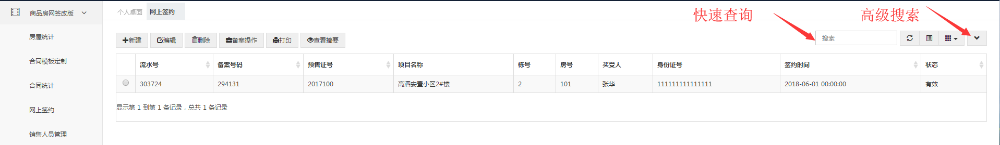 商品房网签改版
房屋统计
合同模板定制
合同统计
网上签约
销售人员管理
个人桌面 网上签约
快速查询 高级搜索
新建 编辑 删除 备案操作 打印 查看摘要 搜索
流水号 备案号码 预售证号 项目名称 栋号 房号 买受人 身份证号 签约时间 状态
303724 294131 2017100 高泗安置小区2#楼 2 101 张华 111111111111111 2018-06-01 00:00:00 有效
显示第 1 到第 1 条记录，总共 1 条记录